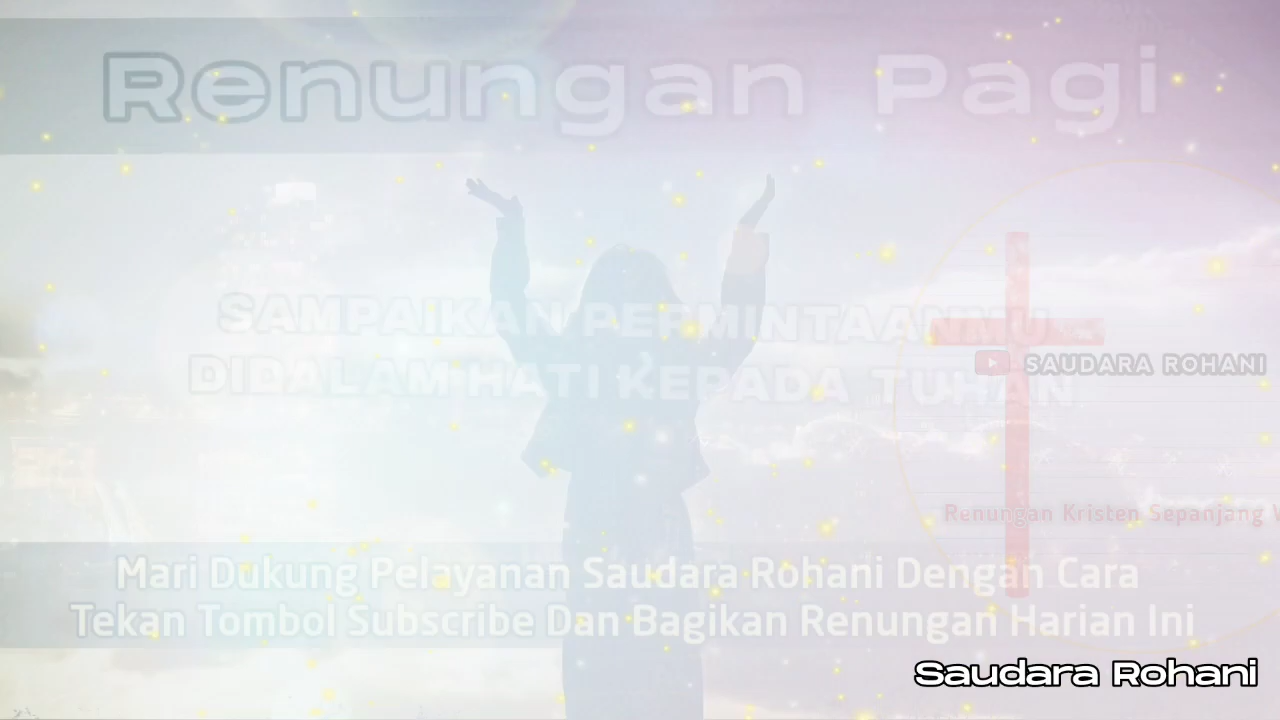 Renungan Pagi
SAMPAIKAN PERMINTAANMU
DIDALAM HATI KEPADA TUHAN
SAUDARA ROHANI
Renungan Kristen Sepanjang
Mari Dukung Pelayanan Saudara Rohani Dengan Cara
Tekan Tombol Subscribe Dan Bagikan Renungan Harian Ini
Saudara Rohani